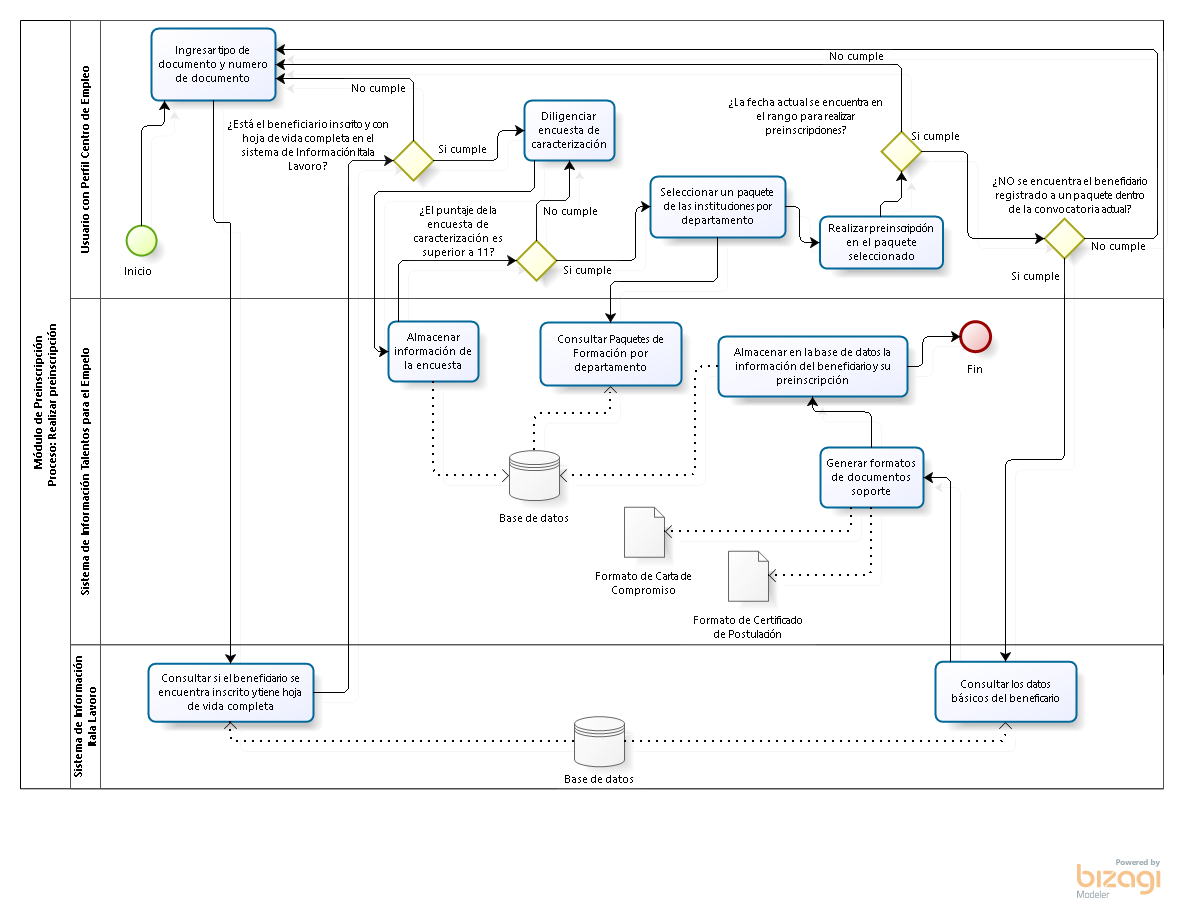 Módulo de Preinscripción
Proceso: Realizar preinscripción
Usuario con Perfil Centro de Empleo
Ingresar tipo de
documento y numero
de documento
Inicio
¿Está el beneficiario inscrito y con
hoja de vida completa en el
sistema de Información Itala
Lavoro?
No cumple
Si cumple
Diligenciar
encuesta de
caracterización
¿El puntaje de la
encuesta de
caracterización es
superior a 11?
No cumple
Si cumple
Seleccionar un paquete
de las instituciones por
departamento
Realizar preinscripción
en el paquete
seleccionado
¿La fecha actual se encuentra en
el rango para realizar
preinscripciones?
No cumple
Si cumple
¿NO se encuentra el beneficiario
registrado a un paquete dentro
de la convocatoria actual?
No cumple
Si cumple
Sistema de Información Talentos para el Empelo
Almacenar
información de
la encuesta
Consultar Paquetes de
Formación por
departamento
Almacenar en la base de datos la
información del beneficiario y su
preinscripción
Fin
Base de datos
Generar formatos
de documentos
soporte
Formato de Carta de
Compromiso
Formato de Certificado
de Postulación
Sistema de Información
Itala Lavoro
Consultar si el beneficiario se
encuentra inscrito y tiene hoja
de vida completa
Base de datos
Consultar los datos
básicos del beneficario
Powered by
bizagi
Modeler